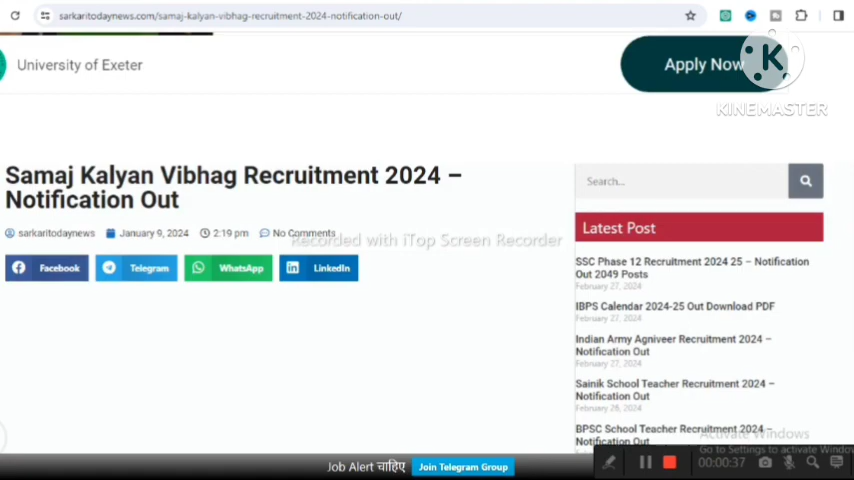 sarkaritodaynews.com/samaj-kalyan-vibhag-recruitment-2024-notification-out/
University of Exeter
Apply Now
KINEMASTER
Samaj Kalyan Vibhag Recruitment 2024 –
Notification Out
sarkaritodaynews January 9, 2024 2:19 pm No Comments
Recorded with iTop Screen Recorder
Facebook Telegram WhatsApp LinkedIn
Search...
Latest Post
SSC Phase 12 Recruitment 2024 25 – Notification
Out 2049 Posts
February 27, 2024
IBPS Calendar 2024-25 Out Download PDF
February 27, 2024
Indian Army Agniveer Recruitment 2024 –
Notification Out
February 27, 2024
Sainik School Teacher Recruitment 2024 –
Notification Out
February 26, 2024
BPSC School Teacher Recruitment 2024 –
Notification Out
Activate Windows
Go to Settings to activate Windows
00:00:37
Job Alert चाहिए Join Telegram Group